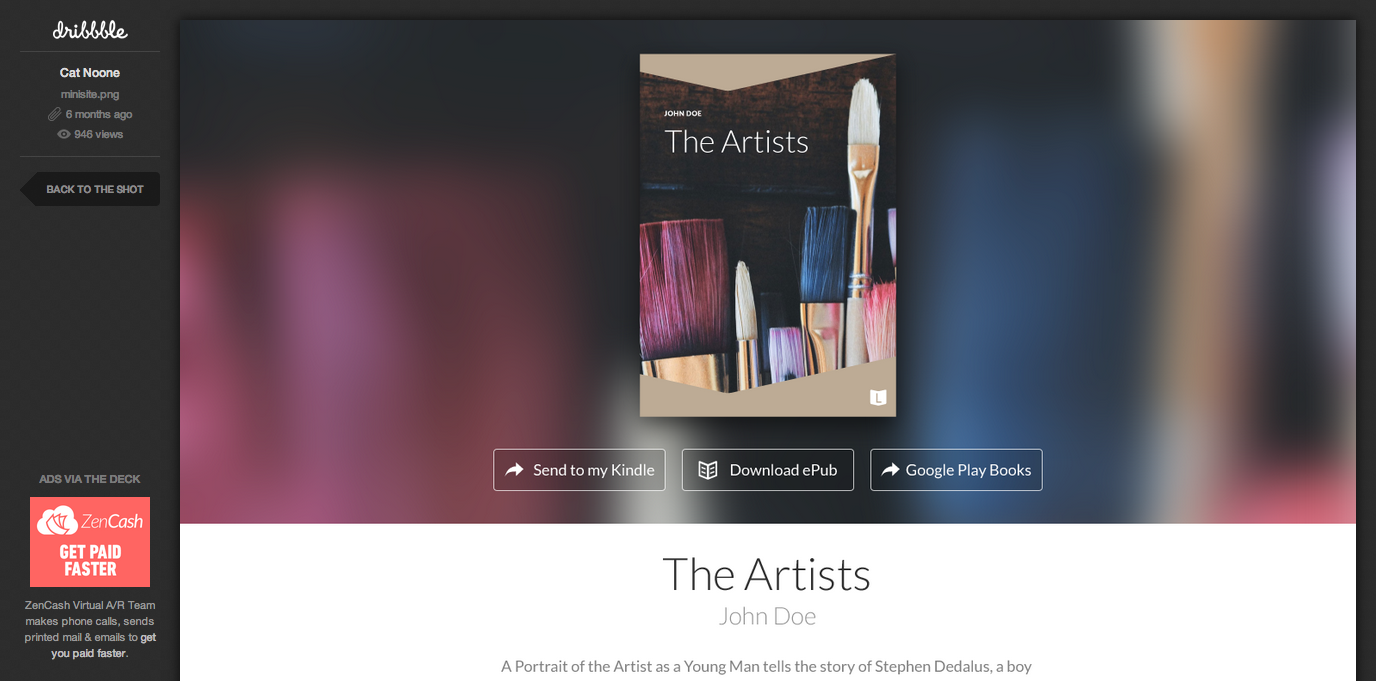 dribbble
Cat Noone
minisite.png
6 months ago
946 views
BACK TO THE SHOT
ADS VIA THE DECK
ZenCash
GET PAID
FASTER
ZenCash Virtual A/R Team
makes phone calls, sends
printed mail & emails to get
you paid faster.
JOHN DOE
The Artists
L
Send to my Kindle
Download ePub
Google Play Books
The Artists
John Doe
A Portrait of the Artist as a Young Man tells the story of Stephen Dedalus, a boy